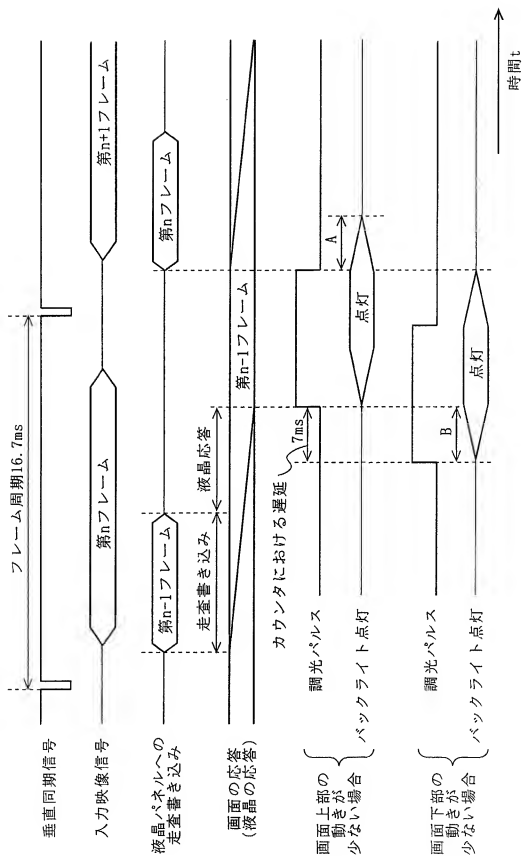 フレーム周期16.7ms
垂直同期信号
入力映像信号
第nフレーム
第n+1フレーム
液晶パネルへの
走査書き込み
第n-1フレーム
第nフレーム
走査書き込み
液晶応答
画面の応答
(液晶の応答)
第n-1フレーム
カウンタにおける遅延
7ms
画面上部の
動きが
少ない場合
調光パルス
バックライト点灯
点灯
A
画面下部の
動きが
少ない場合
調光パルス
バックライト点灯
B
点灯
時間t